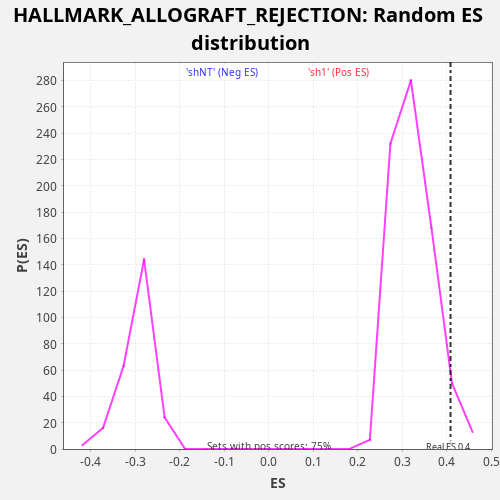 HALLMARK_ALLOGRAFT_REJECTION: Random ES
distribution
'shNT' (Neg ES) 'sh1' (Pos ES)
280
260
240
220
200
180
160
140
120
100
80
60
40
20
0
P(ES)
Sets with pos scores: 75%
Real ES 0.4
-0.4 -0.3 -0.2 -0.1 0.0 0.1 0.2 0.3 0.4 0.5
ES